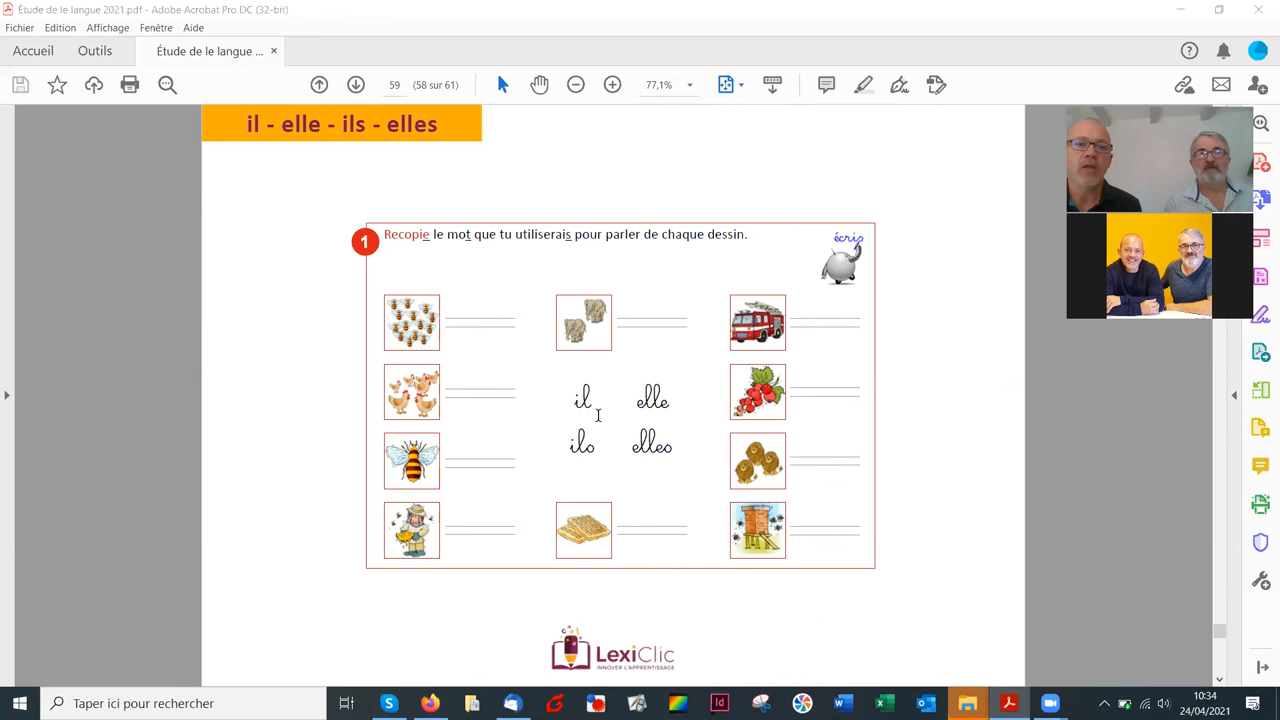 Étude de le langue 2021.pdf - Adobe Acrobat Pro DC (32-bit)
Fichier Edition Affichage Fenêtre Aide
Accueil Outils Étude de le langue ... ×
59 (58 sur 61) 77,1%
il - elle - ils - elles
1 Recopie le mot que tu utiliserais pour parler de chaque dessin.
écris
il elle
ils elles
LexiClic
INNOVER L'APPRENTISSAGE
Taper ici pour rechercher
10:34
24/04/2021